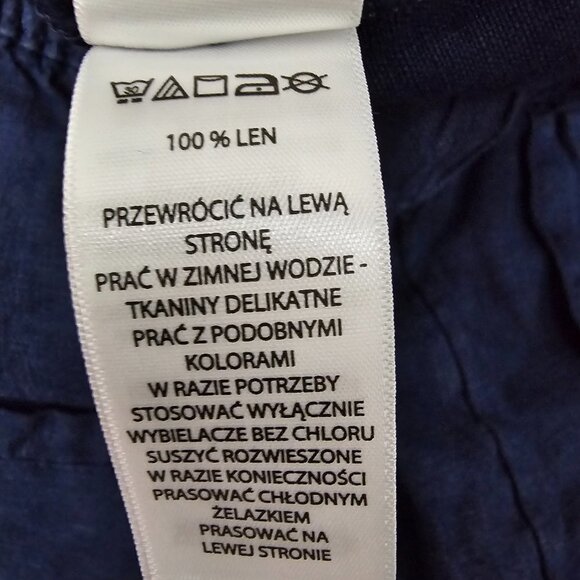 30
100 % LEN
PRZEWRÓCIĆ NA LEWĄ
STRONĘ
PRAĆ W ZIMNEJ WODZIE -
TKANINY DELIKATNE
PRAĆ Z PODOBNYMI
KOLORAMI
W RAZIE POTRZEBY
STOSOWAĆ WYŁĄCZNIE
WYBIELACZE BEZ CHLORU
SUSZYĆ ROZWIESZONE
W RAZIE KONIECZNOŚCI
PRASOWAĆ CHŁODNYM
ŻELAZKIEM
PRASOWAĆ NA
LEWEJ STRONIE